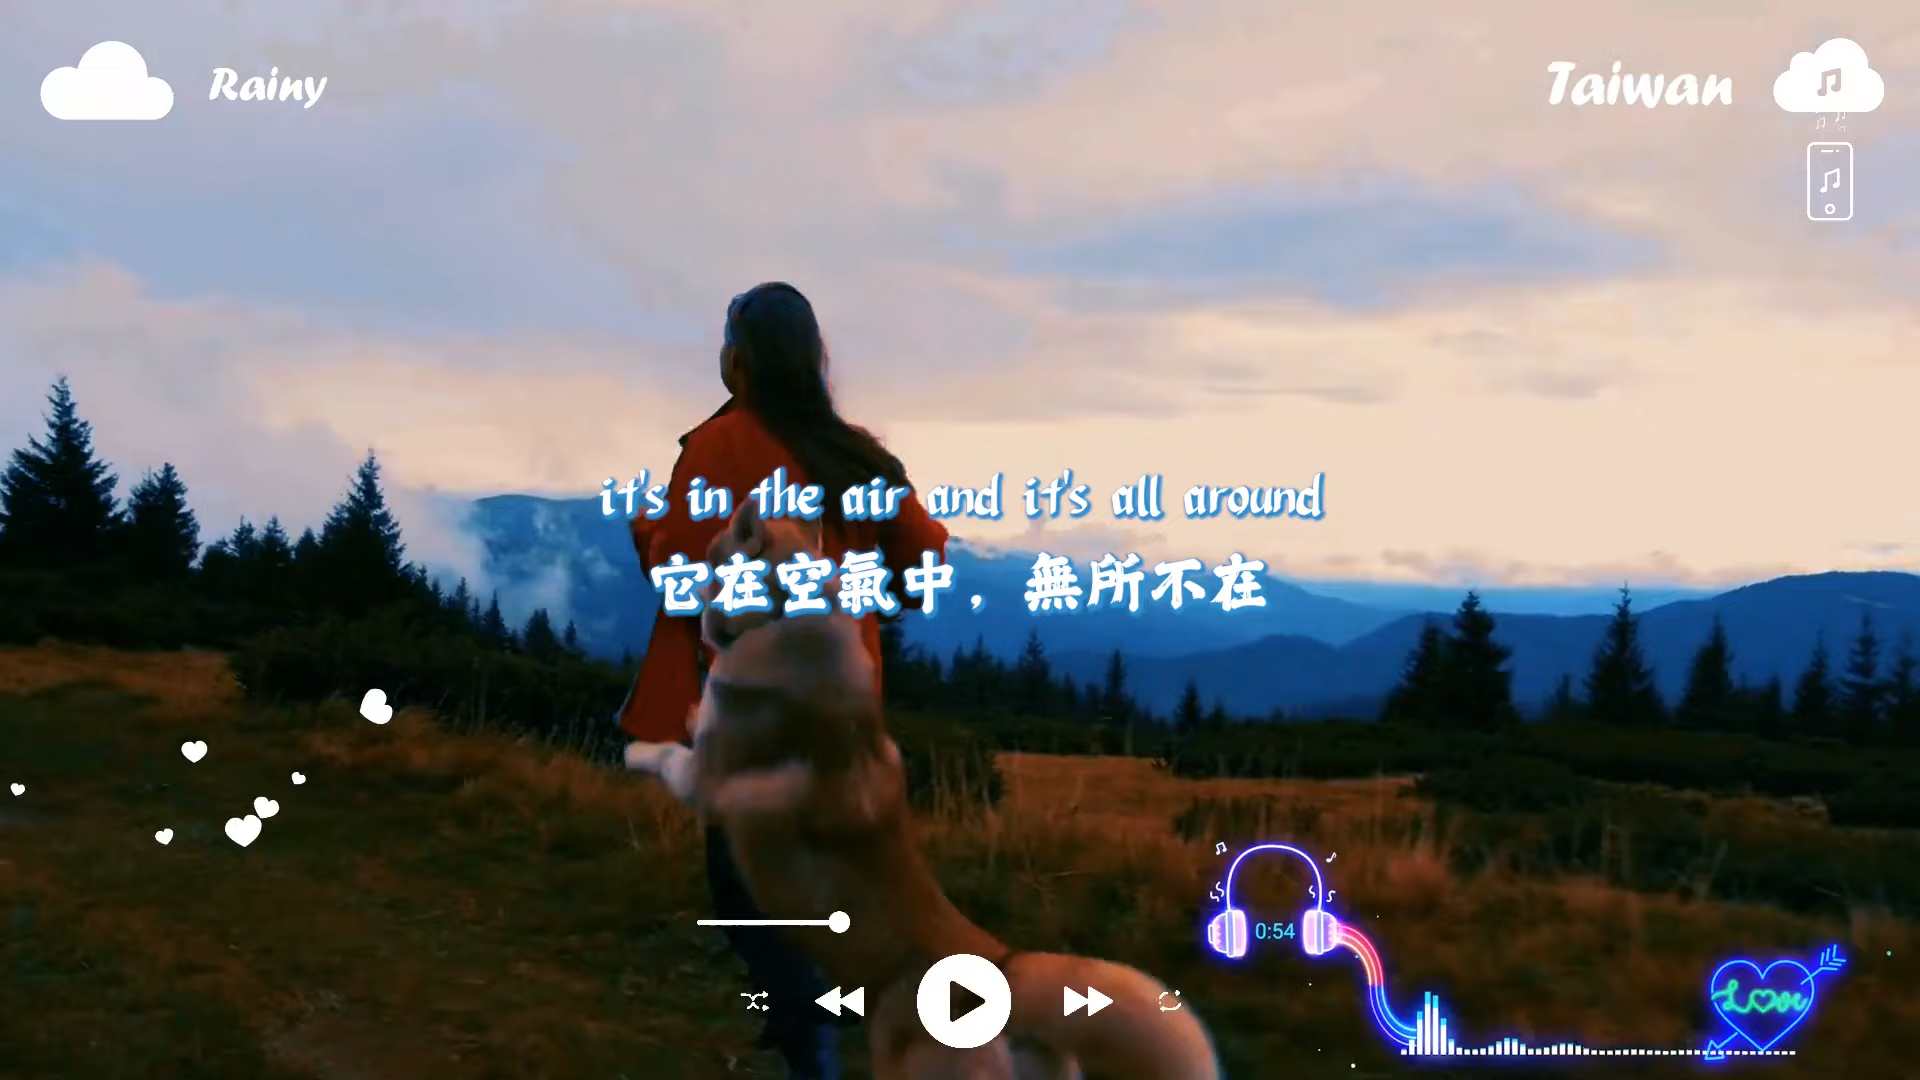 Rainy
Taiwan
it's in the air and it's all around
它在空氣中，無所不在
0:54
Love